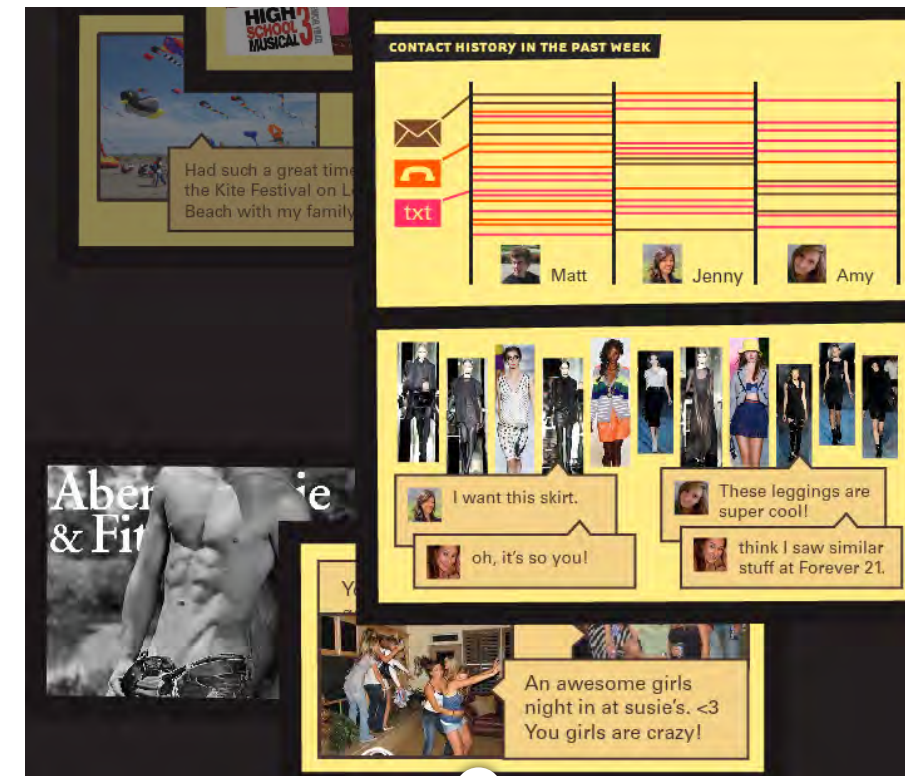 HIGH
SCHOOL
MUSICAL 3
Had such a great time
the Kite Festival on
Beach with my family
CONTACT HISTORY IN THE PAST WEEK
txt
Matt
Jenny
Amy
I want this skirt.
oh, it's so you!
These leggings are
super cool!
think I saw similar
stuff at Forever 21.
Aber ie
& Fit
An awesome girls
night in at susie's. <3
You girls are crazy!